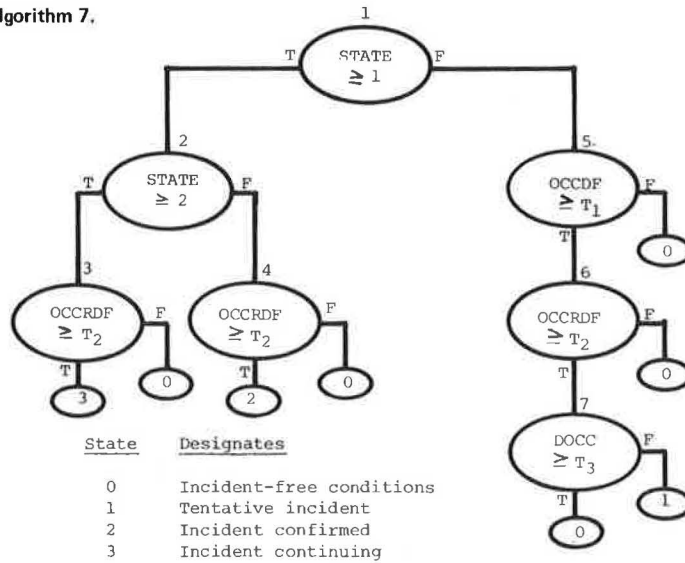 lgorithm 7.
1
T STATE F
≥ 1
2
T STATE F
≥ 2
5.
OCCDF F
≥ T1
T
0
3
OCCRDF F
≥ T2
T
3
0
4
OCCRDF F
≥ T2
T
2
0
6
OCCRDF F
≥ T2
T
0
7
DOCC F
≥ T3
T
0
1
State Designates
0 Incident-free conditions
1 Tentative incident
2 Incident confirmed
3 Incident continuing